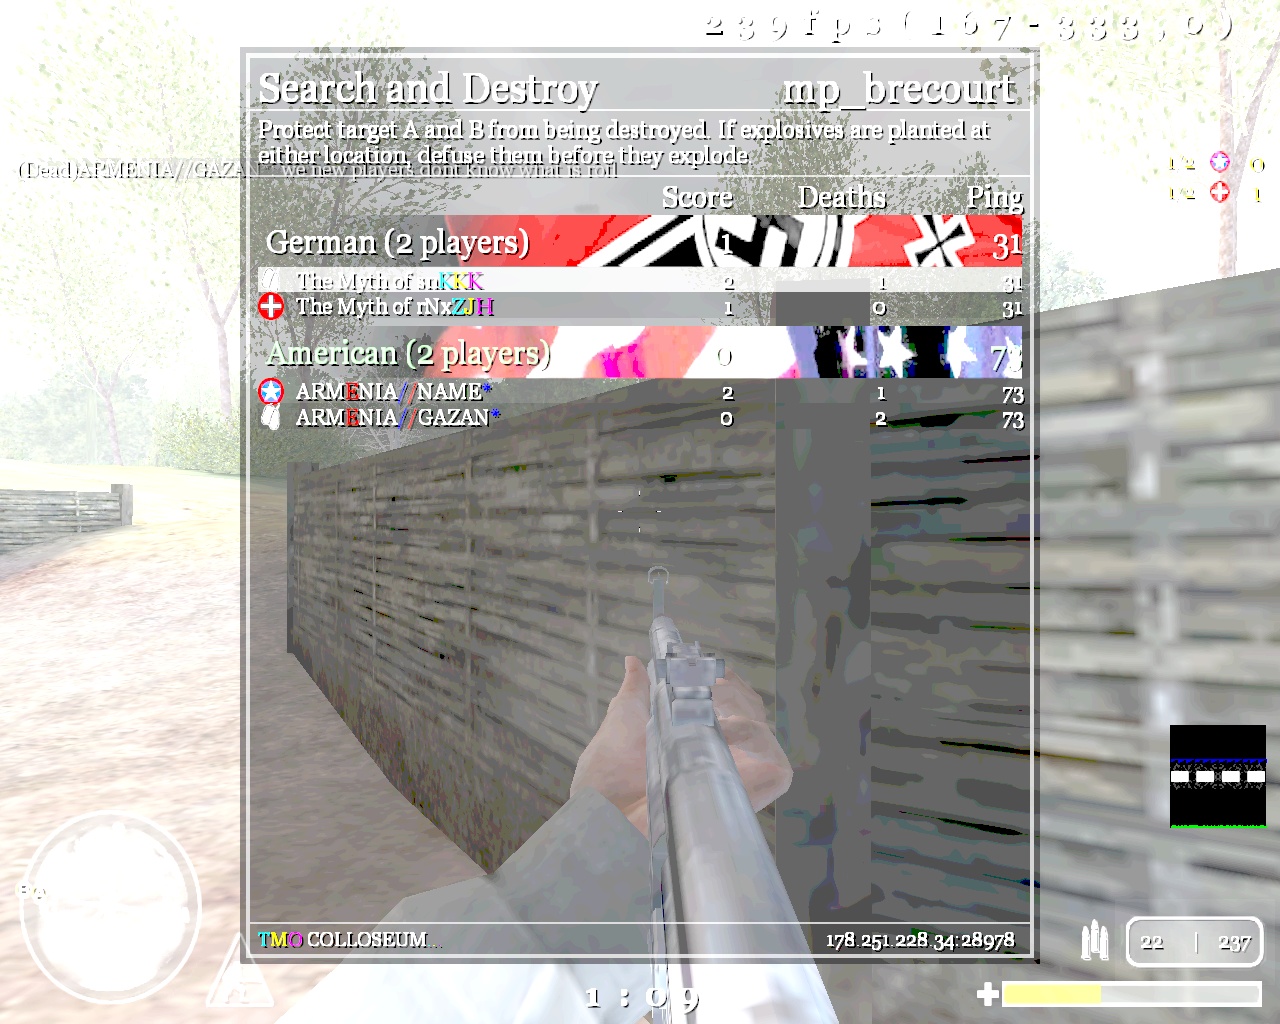 239fps(167-333,0)
Search and Destroy mp_brecourt
Protect target A and B from being destroyed. If explosives are planted at
either location, defuse them before they explode
(Dead)ARMENIA//GAZAN* we new players dont know what is roll
1/2 0
1/2 1
Score Deaths Ping
German (2 players) 1 31
The Myth of snKKK 2 1 31
The Myth of rNxZJH 1 0 31
American (2 players) 0 73
ARMENIA//NAME* 2 1 73
ARMENIA//GAZAN* 0 2 73
TMO COLLOSEUM... 178.251.228.34:28978
22 | 237
1:09